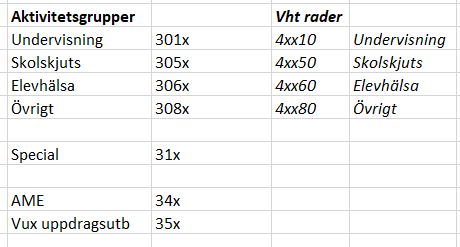 Aktivitetsgrupper Vht rader
Undervisning 301x 4xx10 Undervisning
Skolskjuts 305x 4xx50 Skolskjuts
Elevhälsa 306x 4xx60 Elevhälsa
Övrigt 308x 4xx80 Övrigt
Special 31x
AME 34x
Vux uppdragsutb 35x